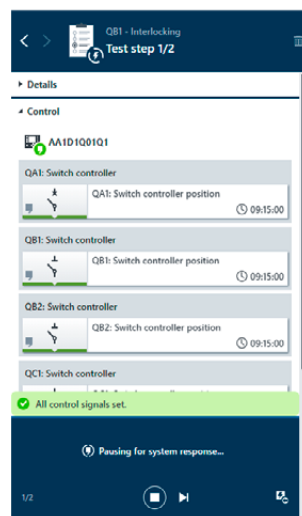 QB1 - Interlocking
Test step 1/2
Details
Control
AA1D1Q01Q1
QA1: Switch controller
QA1: Switch controller position
09:15:00
QB1: Switch controller
QB1: Switch controller position
09:15:00
QB2: Switch controller
QB2: Switch controller position
09:15:00
QC1: Switch controller
All control signals set.
Pausing for system response...
1/2